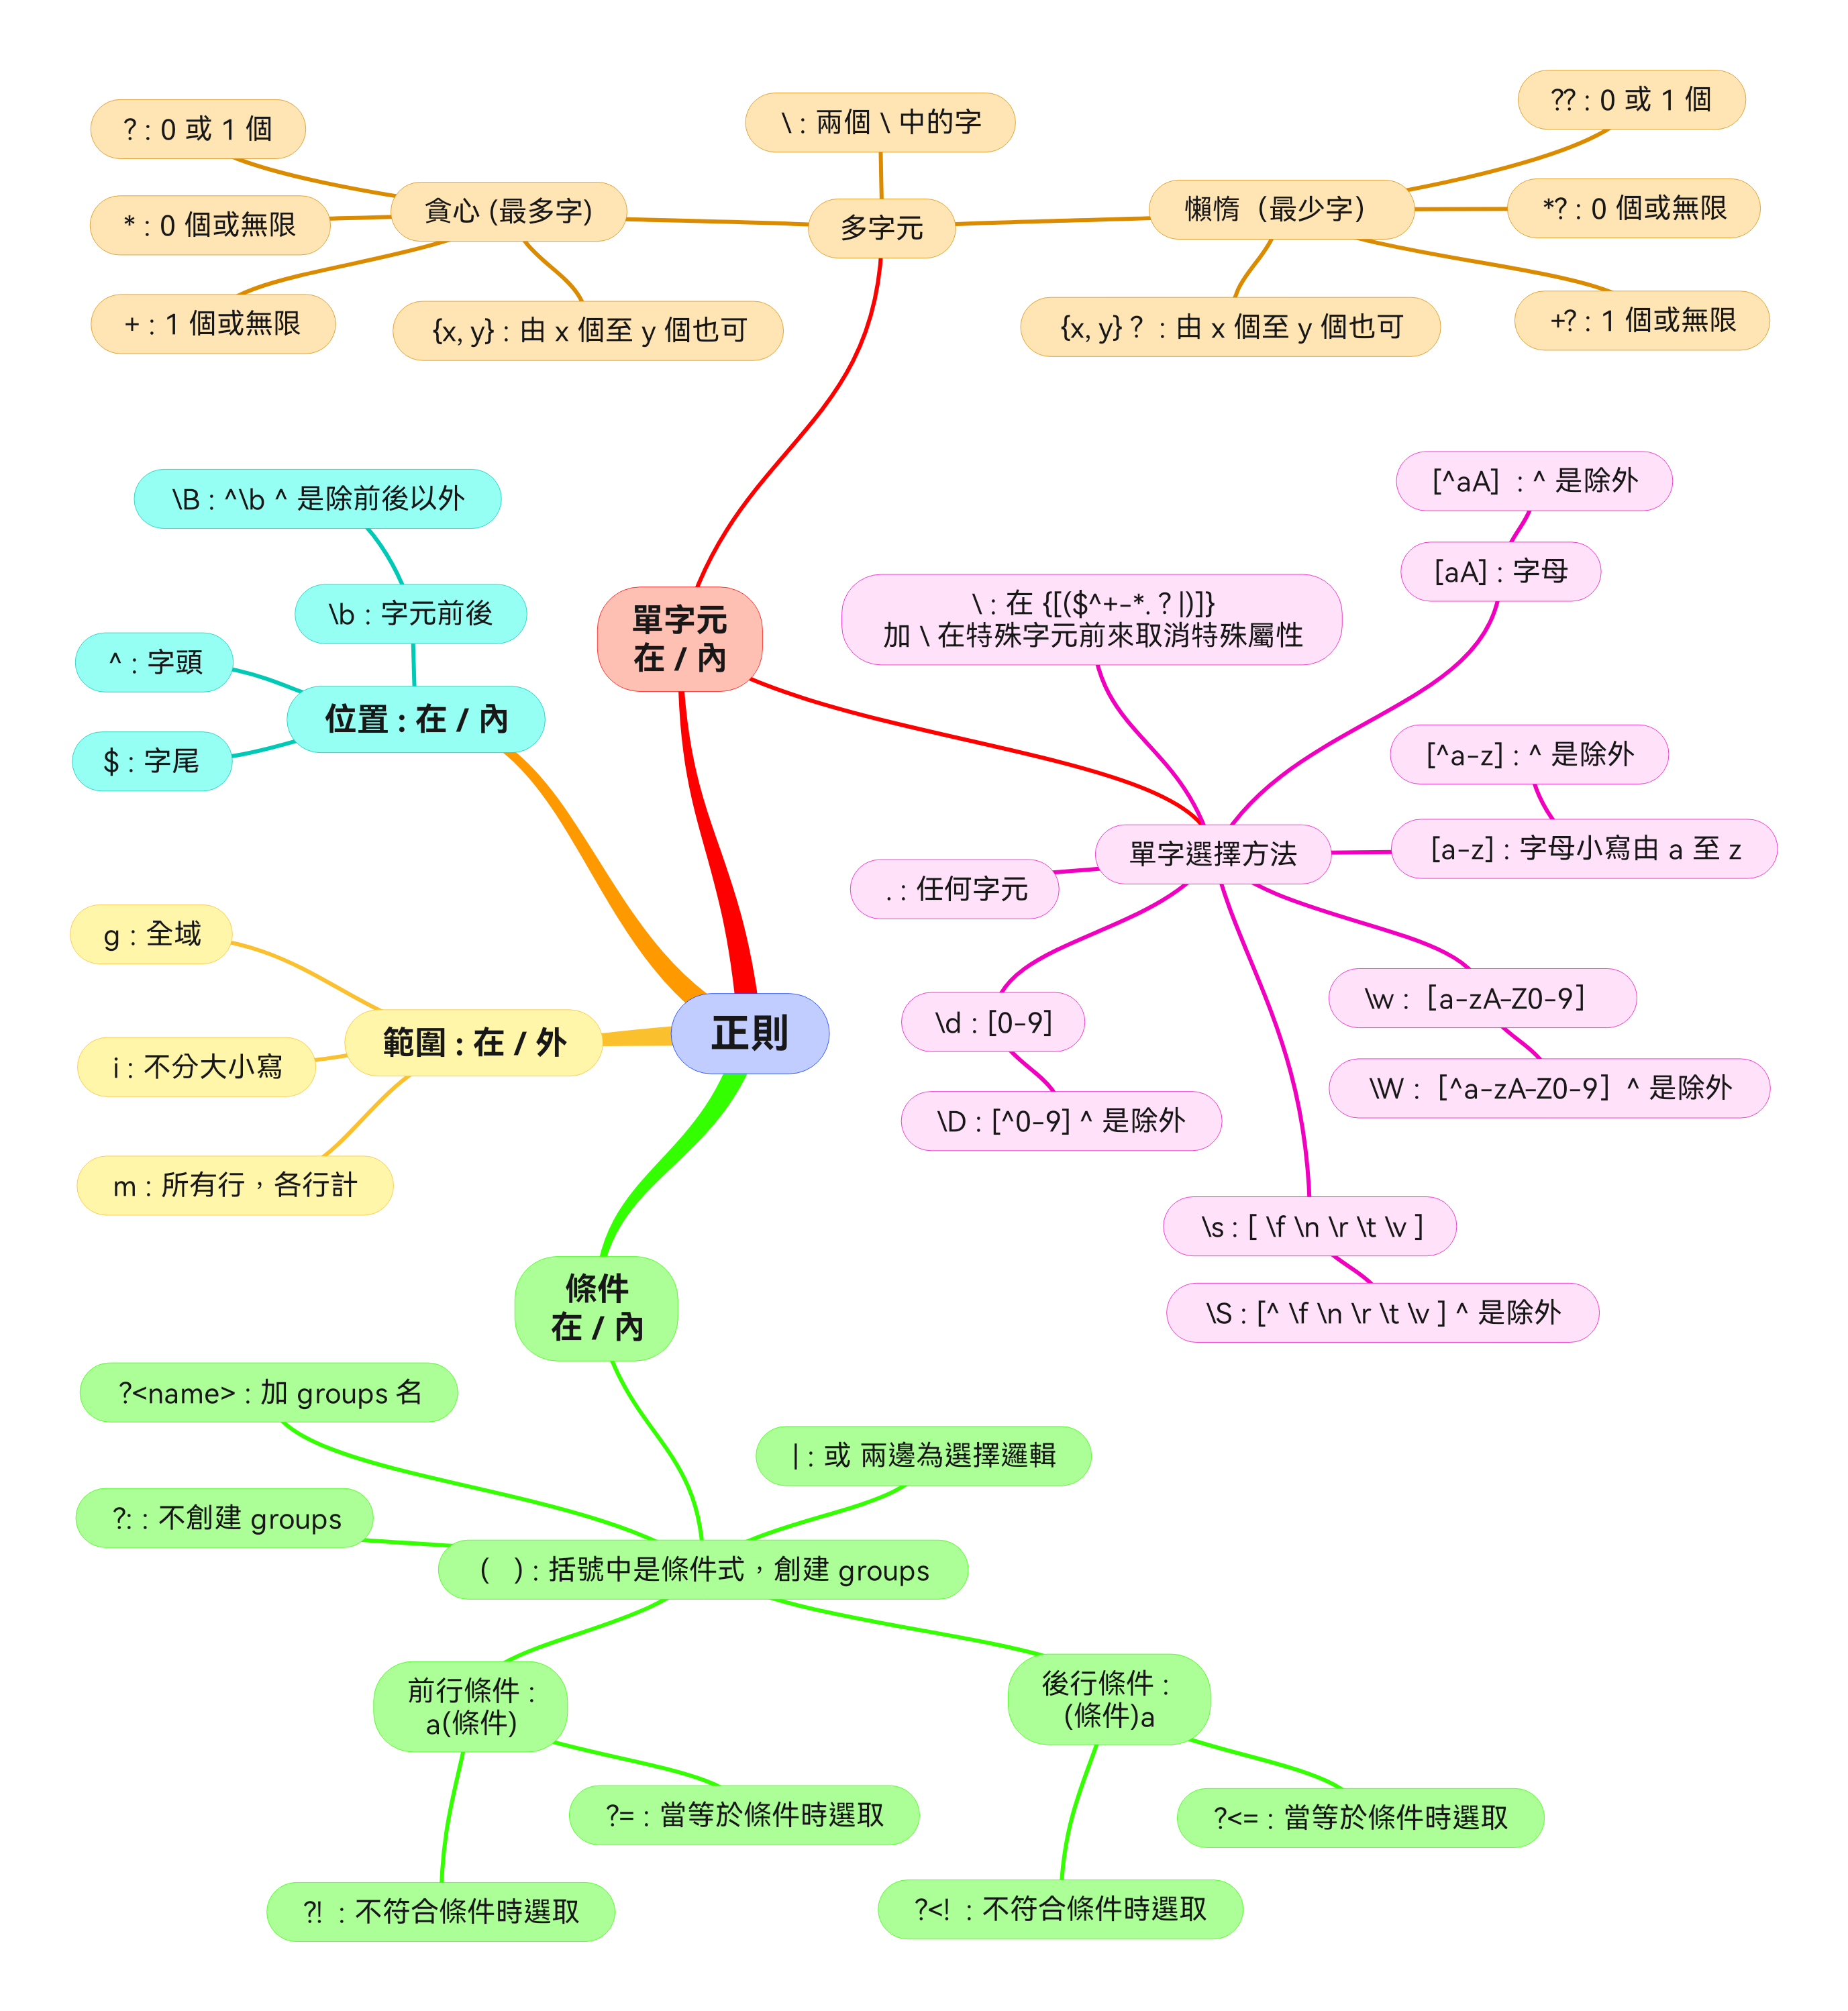 ?? : 0 或 1 個
\ : 兩個 \ 中的字
? : 0 或 1 個
貪心 (最多字)
懶惰（最少字）
*? : 0 個或無限
* : 0 個或無限
多字元
+ : 1 個或無限
{x, y} : 由 x 個至 y 個也可
{x, y} ? : 由 x 個至 y 個也可
+? : 1 個或無限
\B : ^\b ^ 是除前後以外
\b : 字元前後
^ : 字頭
位置 : 在 / 內
$ : 字尾
單字元
在 / 內
[^aA] : ^ 是除外
[aA] : 字母
\ : 在 {[($^+-*. ? |)]}
加 \ 在特殊字元前來取消特殊屬性
[^a-z] : ^ 是除外
單字選擇方法
[a-z] : 字母小寫由 a 至 z
. : 任何字元
\d : [0-9]
\D : [^0-9] ^ 是除外
\w : [a-zA-Z0-9]
\W : [^a-zA-Z0-9] ^ 是除外
\s : [ \f \n \r \t \v ]
\S : [^ \f \n \r \t \v ] ^ 是除外
g : 全域
範圍 : 在 / 外
正則
i : 不分大小寫
m : 所有行，各行計
條件
在 / 內
?<name> : 加 groups 名
| : 或 兩邊為選擇邏輯
?: : 不創建 groups
( ) : 括號中是條件式，創建 groups
前行條件 :
a(條件)
後行條件 :
(條件)a
?= : 當等於條件時選取
?<= : 當等於條件時選取
?! : 不符合條件時選取
?<! : 不符合條件時選取